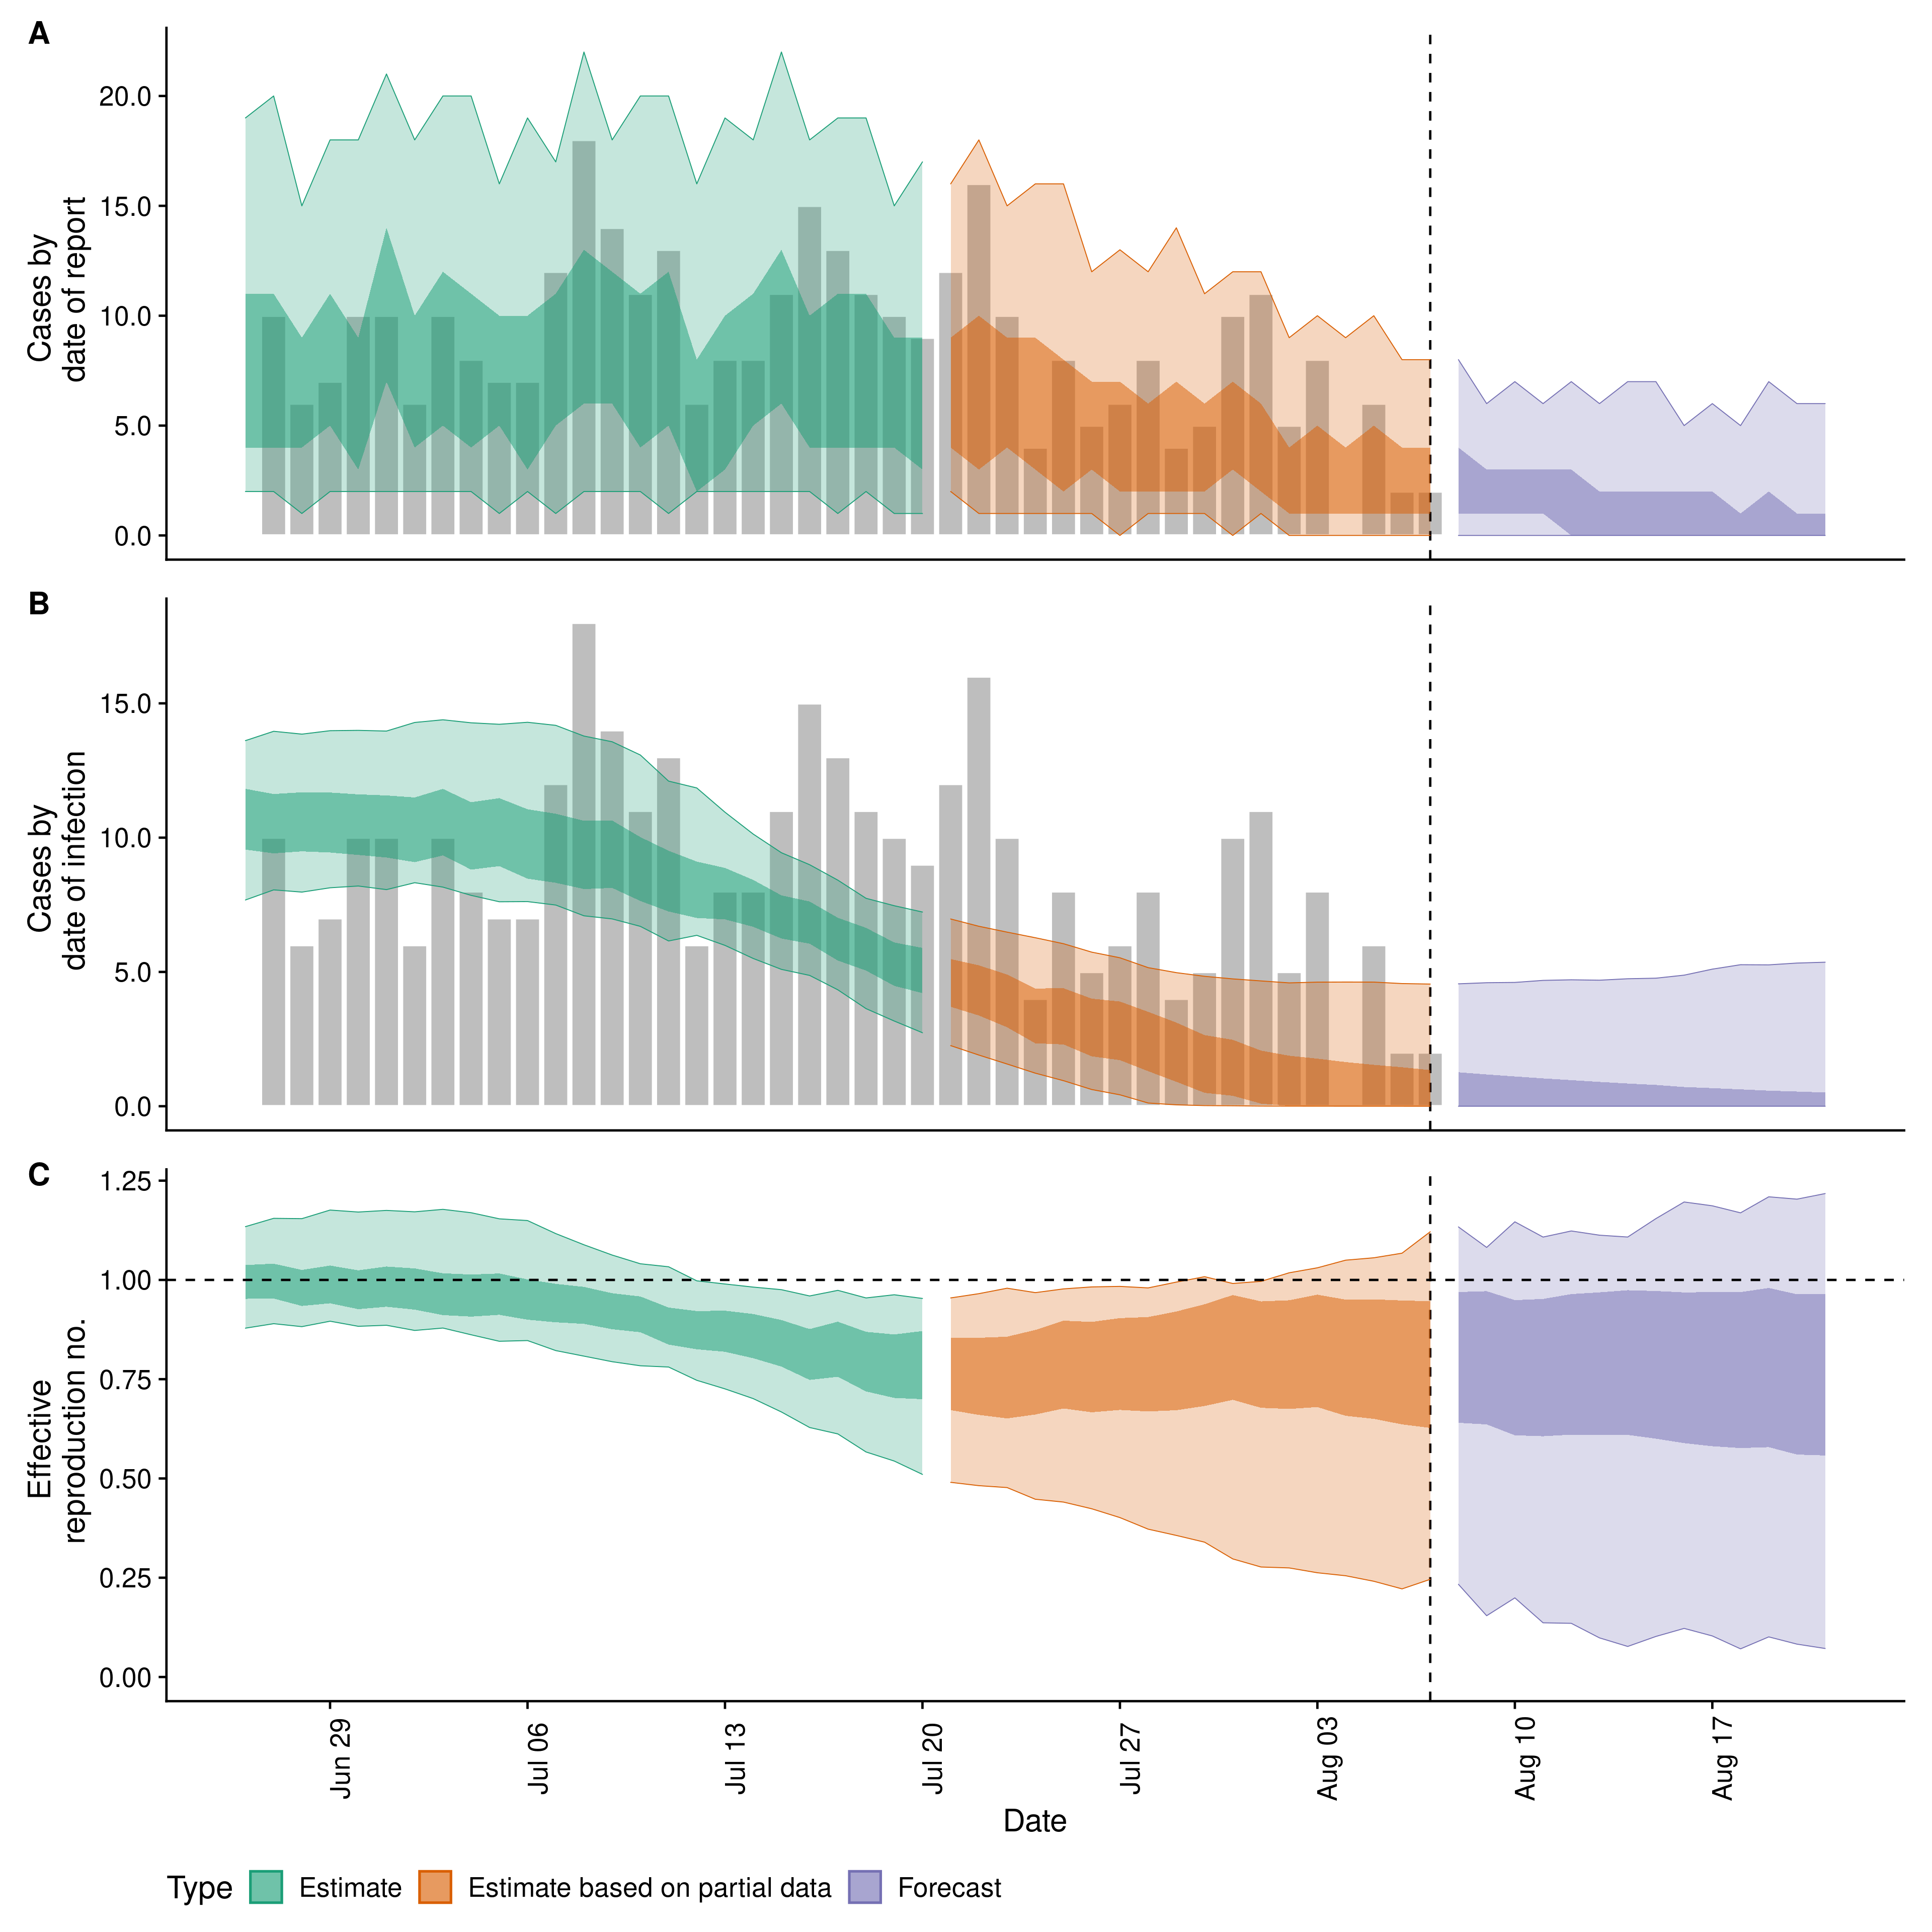 A
Cases by
date of report
20.0
15.0
10.0
5.0
0.0
B
Cases by
date of infection
15.0
10.0
5.0
0.0
C
Effective
reproduction no.
1.25
1.00
0.75
0.50
0.25
0.00
Jun 29
Jul 06
Jul 13
Jul 20
Jul 27
Aug 03
Aug 10
Aug 17
Date
Type Estimate Estimate based on partial data Forecast